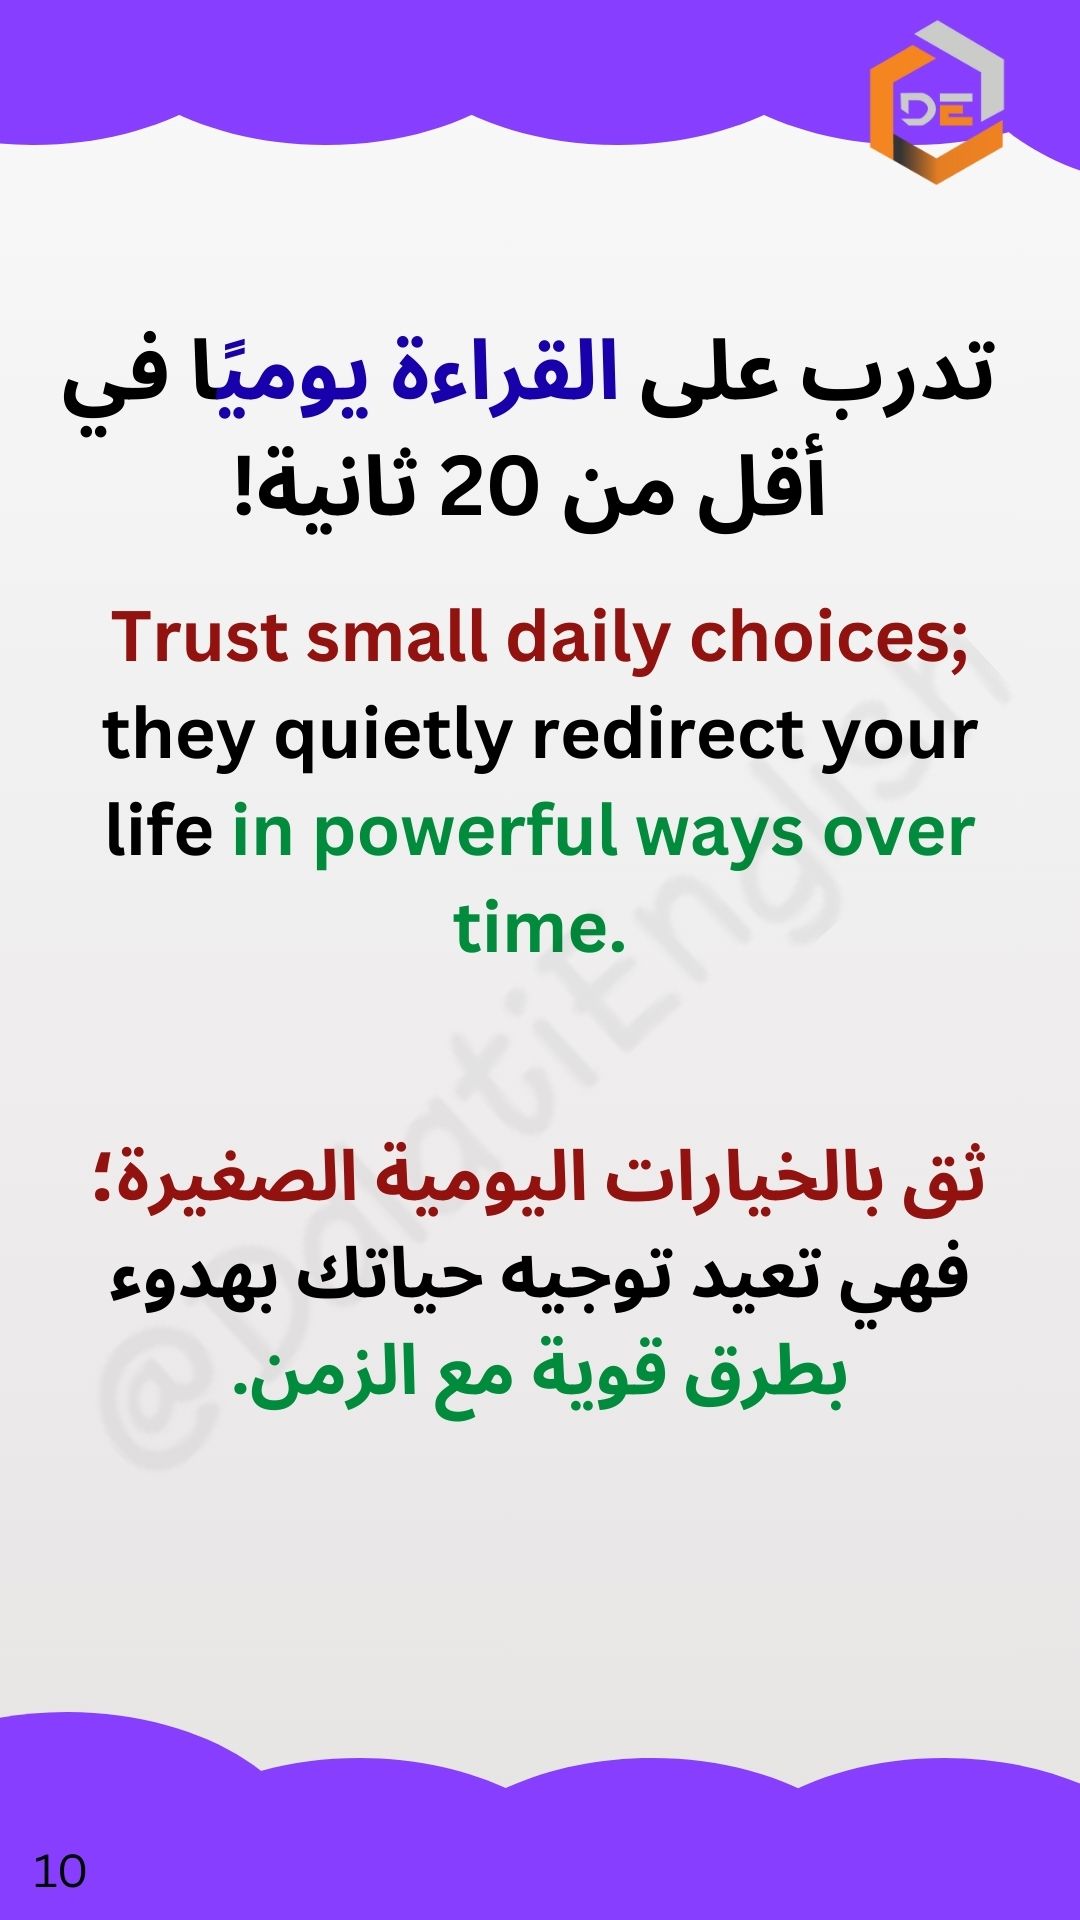 DE
تدرب على القراءة يوميًا في
أقل من 20 ثانية!
Trust small daily choices;
they quietly redirect your
life in powerful ways over
time.
@DalatiEnglish
ثق بالخيارات اليومية الصغيرة؛
فهي تعيد توجيه حياتك بهدوء
بطرق قوية مع الزمن.
10